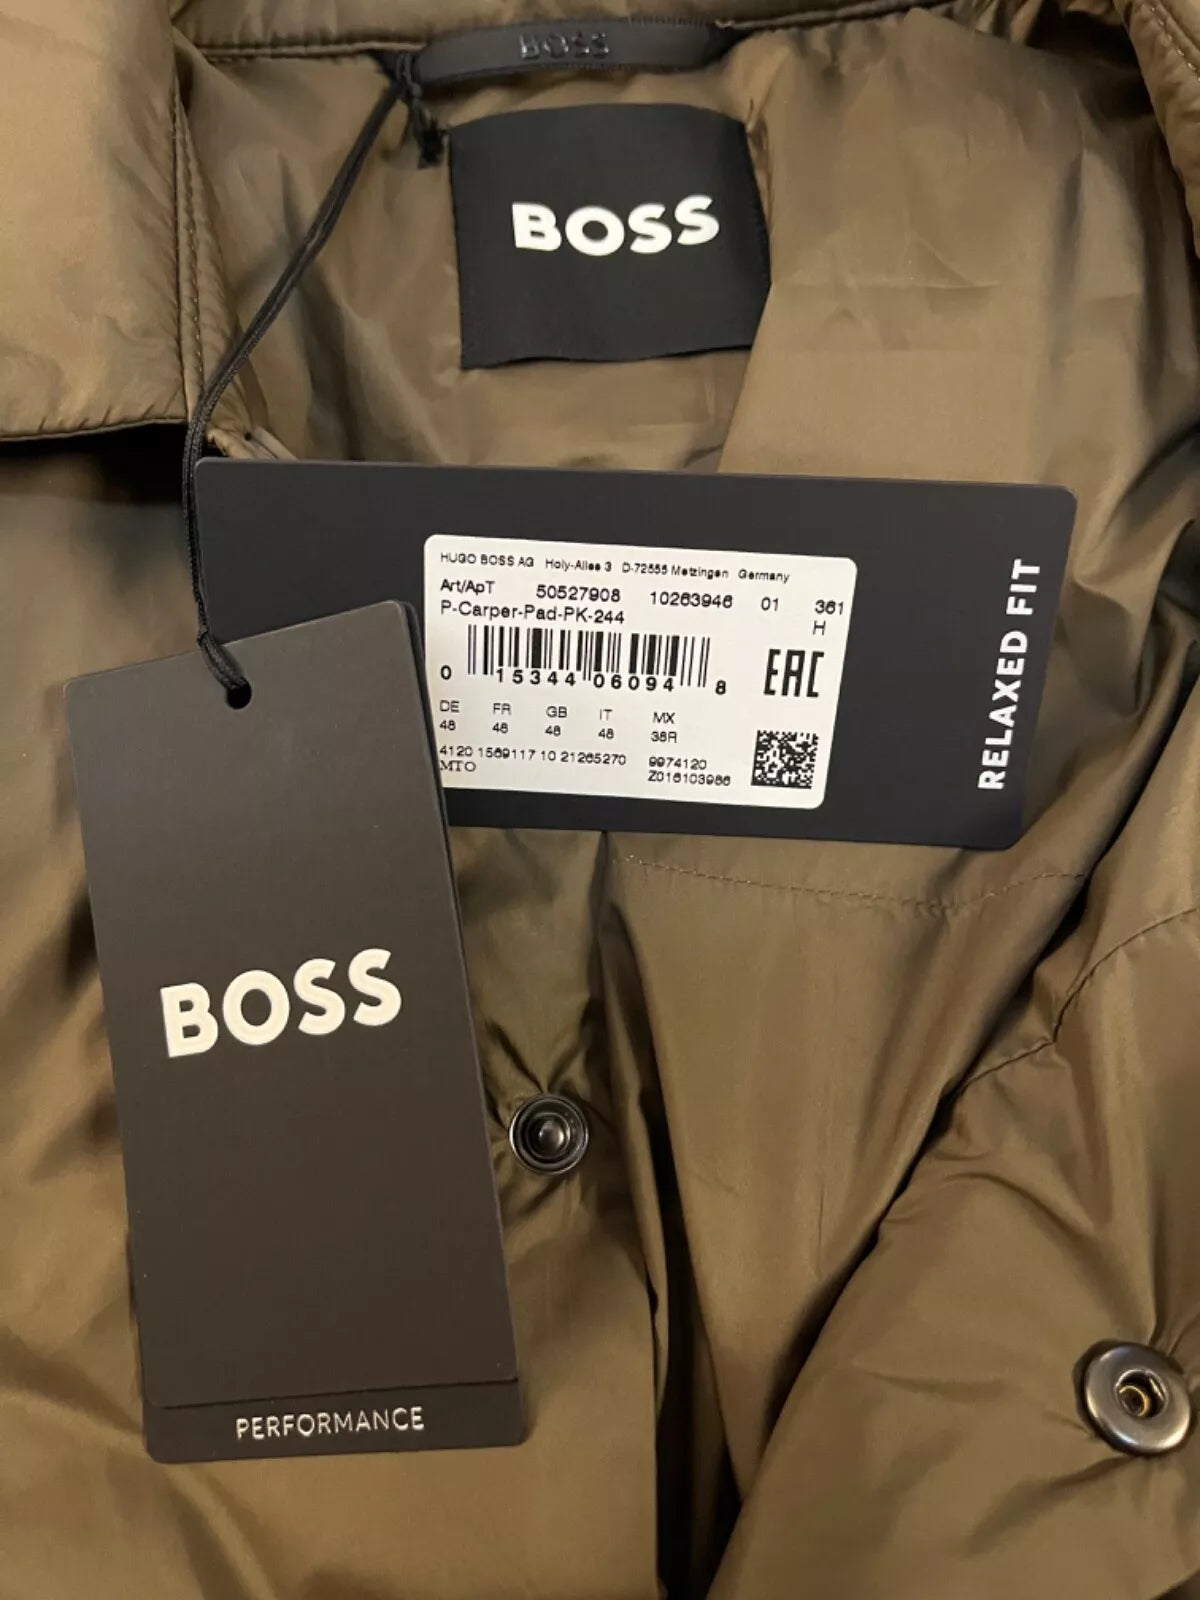 BOSS
BOSS
HUGO BOSS AG Holy-Allee 3 D-72555 Metzingen Germany
Art/ApT 50527908 10263946 01 361
P-Carper-Pad-PK-244 H
0 15344 06094 8
EAC
DE FR GB IT MX
48 48 48 48 38R
4120 1569117 10 21265270 9974120
MTO Z016103986
RELAXED FIT
BOSS
PERFORMANCE